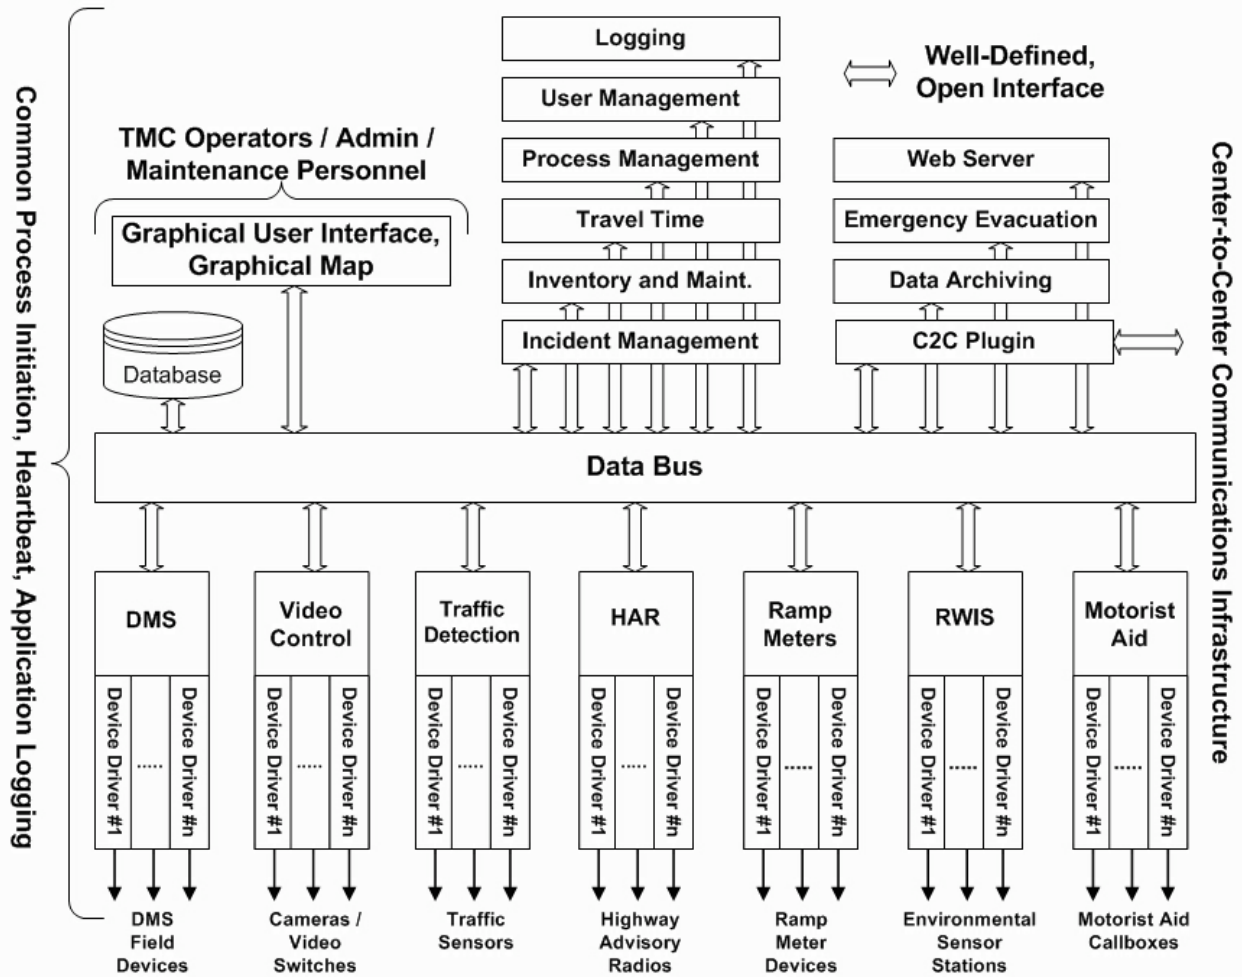 Logging
User Management
Process Management
Travel Time
Inventory and Maint.
Incident Management
Well-Defined,
Open Interface
TMC Operators / Admin /
Maintenance Personnel
Graphical User Interface,
Graphical Map
Database
Web Server
Emergency Evacuation
Data Archiving
C2C Plugin
Common Process Initiation, Heartbeat, Application Logging
Center-to-Center Communications Infrastructure
Data Bus
DMS
Device Driver #1
.....
Device Driver #n
DMS
Field
Devices
Video
Control
Device Driver #1
.....
Device Driver #n
Cameras /
Video
Switches
Traffic
Detection
Device Driver #1
.....
Device Driver #n
Traffic
Sensors
HAR
Device Driver #1
.....
Device Driver #n
Highway
Advisory
Radios
Ramp
Meters
Device Driver #1
.....
Device Driver #n
Ramp
Meter
Devices
RWIS
Device Driver #1
.....
Device Driver #n
Environmental
Sensor
Stations
Motorist
Aid
Device Driver #1
.....
Device Driver #n
Motorist Aid
Callboxes